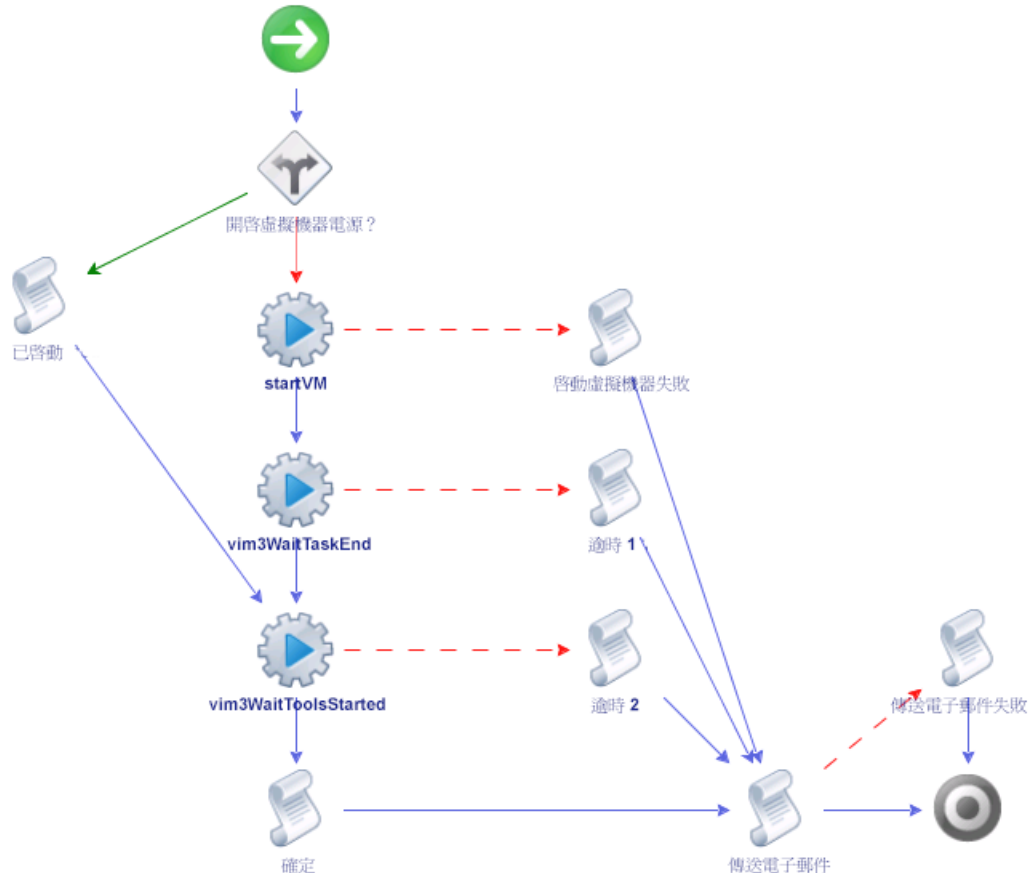 開啓虛擬機器電源？
已啓動
startVM
啓動虛擬機器失敗
vim3WaitTaskEnd
逾時 1
vim3WaitToolsStarted
逾時 2
傳送電子郵件失敗
確定
傳送電子郵件